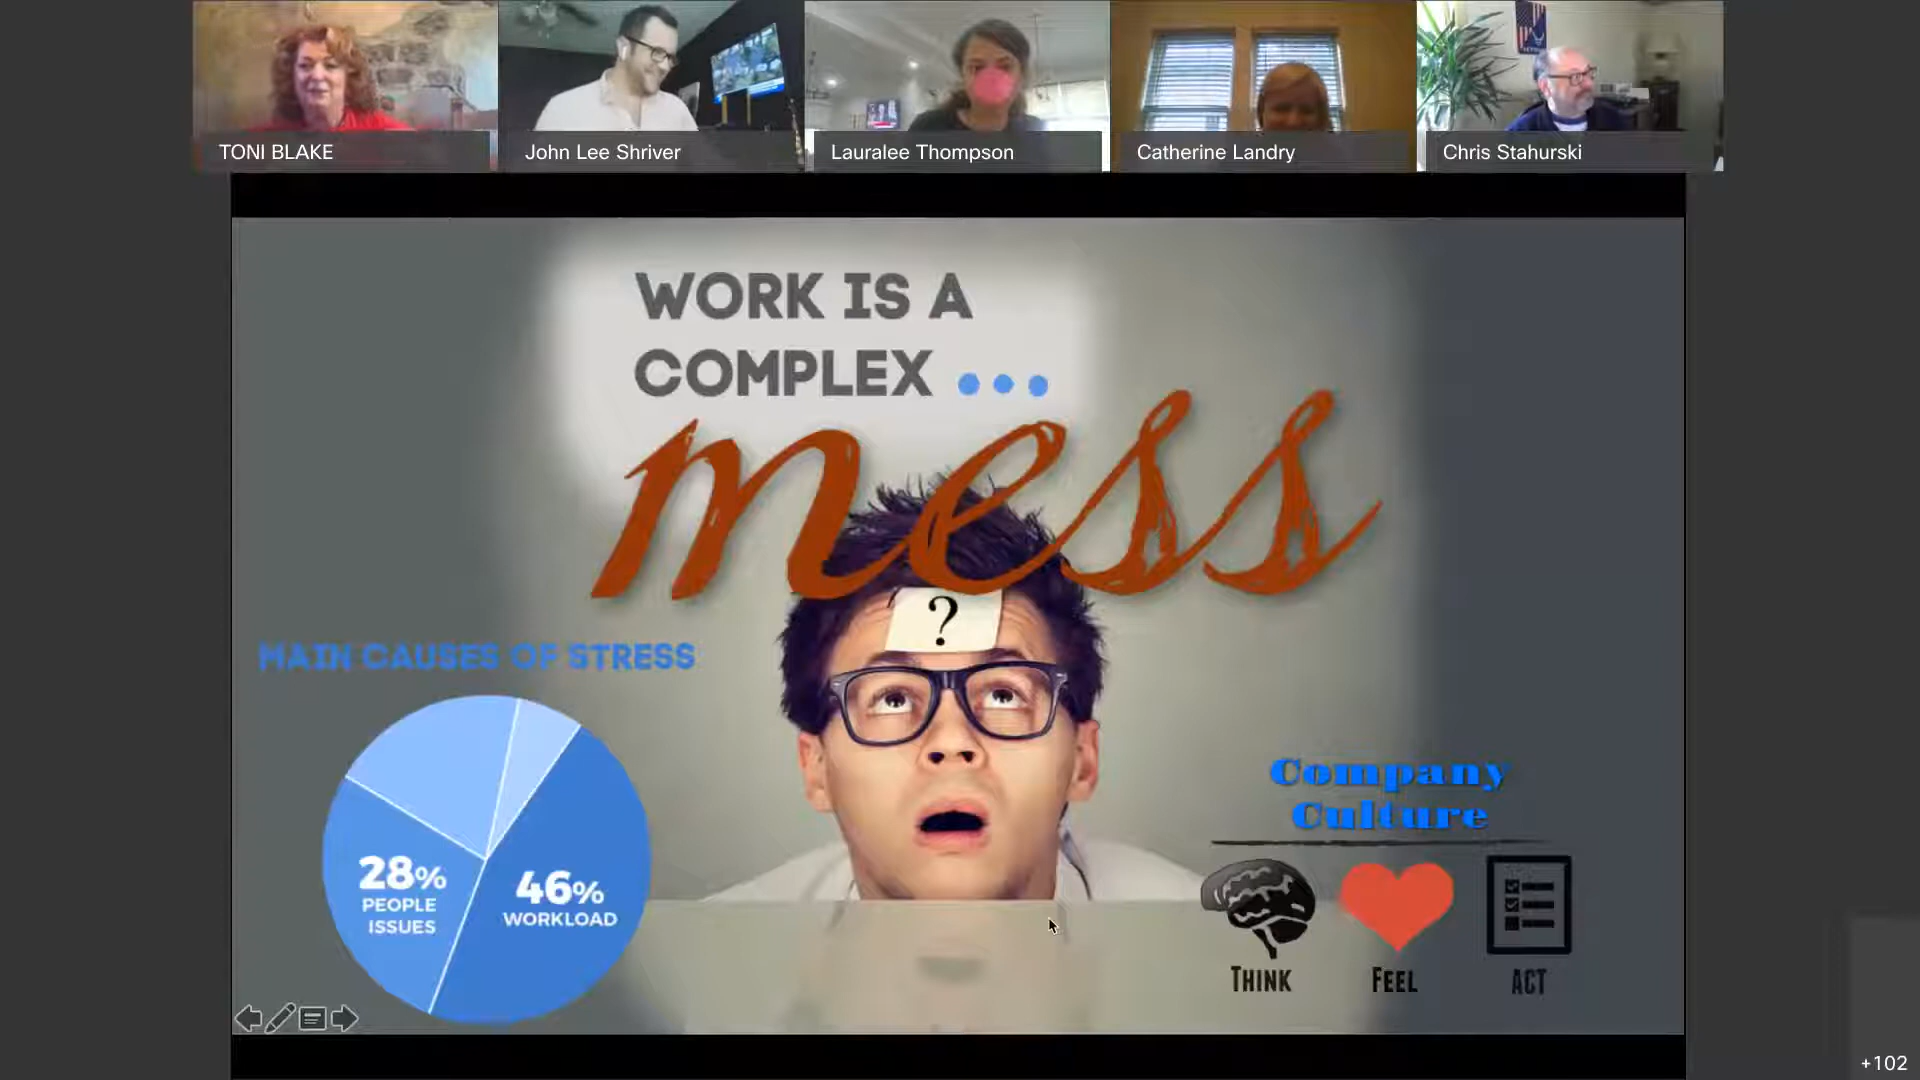 TONI BLAKE
John Lee Shriver
Lauralee Thompson
Catherine Landry
Chris Stahurski
WORK IS A
COMPLEX ...
mess
?
MAIN CAUSES OF STRESS
28%
PEOPLE
ISSUES
46%
WORKLOAD
Company
Culture
THINK
FEEL
ACT
+102